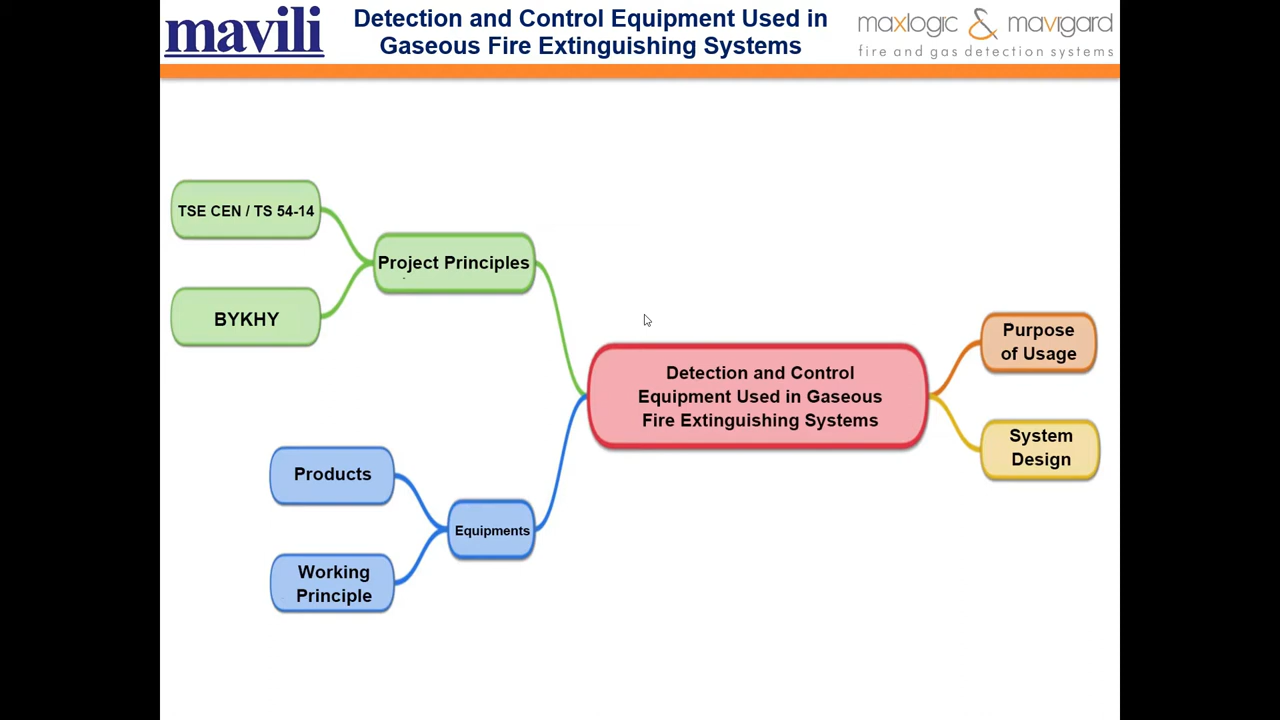 mavili
Detection and Control Equipment Used in
Gaseous Fire Extinguishing Systems
maxlogic & mavigard
fire and gas detection systems
TSE CEN / TS 54-14
Project Principles
BYKHY
Purpose
of Usage
Detection and Control
Equipment Used in Gaseous
Fire Extinguishing Systems
System
Design
Products
Equipments
Working
Principle